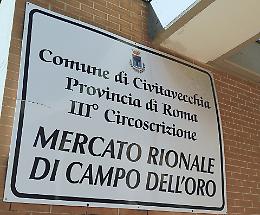 Comune di Civitavecchia
Provincia di Roma
III° Circoscrizione
MERCATO RIONALE
DI CAMPO DELL'ORO